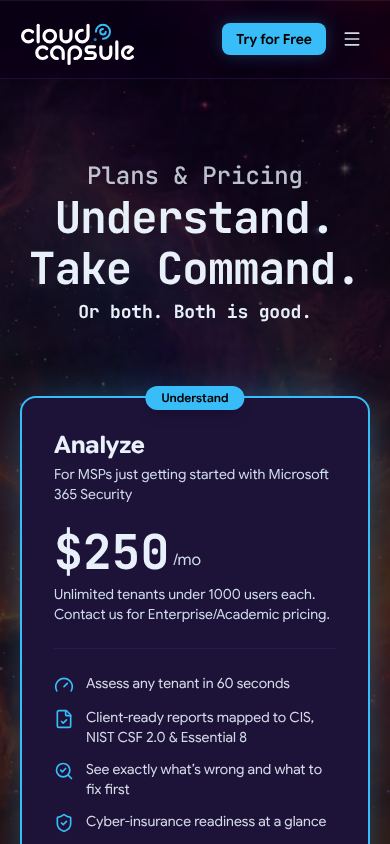 cloud
capsule
Try for Free
Plans & Pricing
Understand.
Take Command.
Or both. Both is good.
Understand
Analyze
For MSPs just getting started with Microsoft
365 Security
$250 /mo
Unlimited tenants under 1000 users each.
Contact us for Enterprise/Academic pricing.
Assess any tenant in 60 seconds
Client-ready reports mapped to CIS,
NIST CSF 2.0 & Essential 8
See exactly what's wrong and what to
fix first
Cyber-insurance readiness at a glance